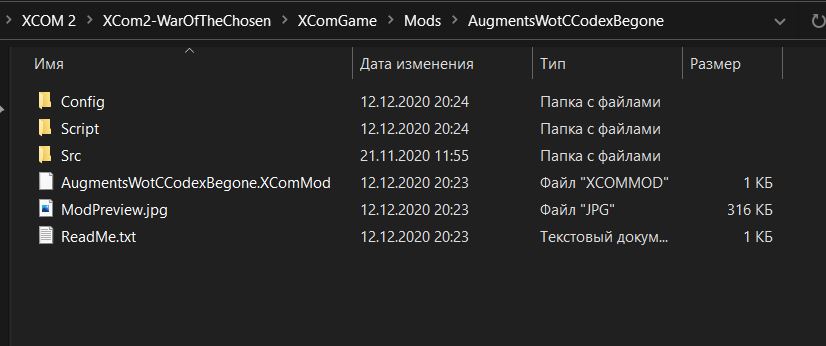 XCOM 2 > XCom2-WarOfTheChosen > XComGame > Mods > AugmentsWotCCodexBegone
Имя Дата изменения Тип Размер
Config 12.12.2020 20:24 Папка с файлами
Script 12.12.2020 20:24 Папка с файлами
Src 21.11.2020 11:55 Папка с файлами
AugmentsWotCCodexBegone.XComMod 12.12.2020 20:23 Файл "XCOMMOD" 1 КБ
ModPreview.jpg 12.12.2020 20:23 Файл "JPG" 316 КБ
ReadMe.txt 12.12.2020 20:23 Текстовый докум... 1 КБ